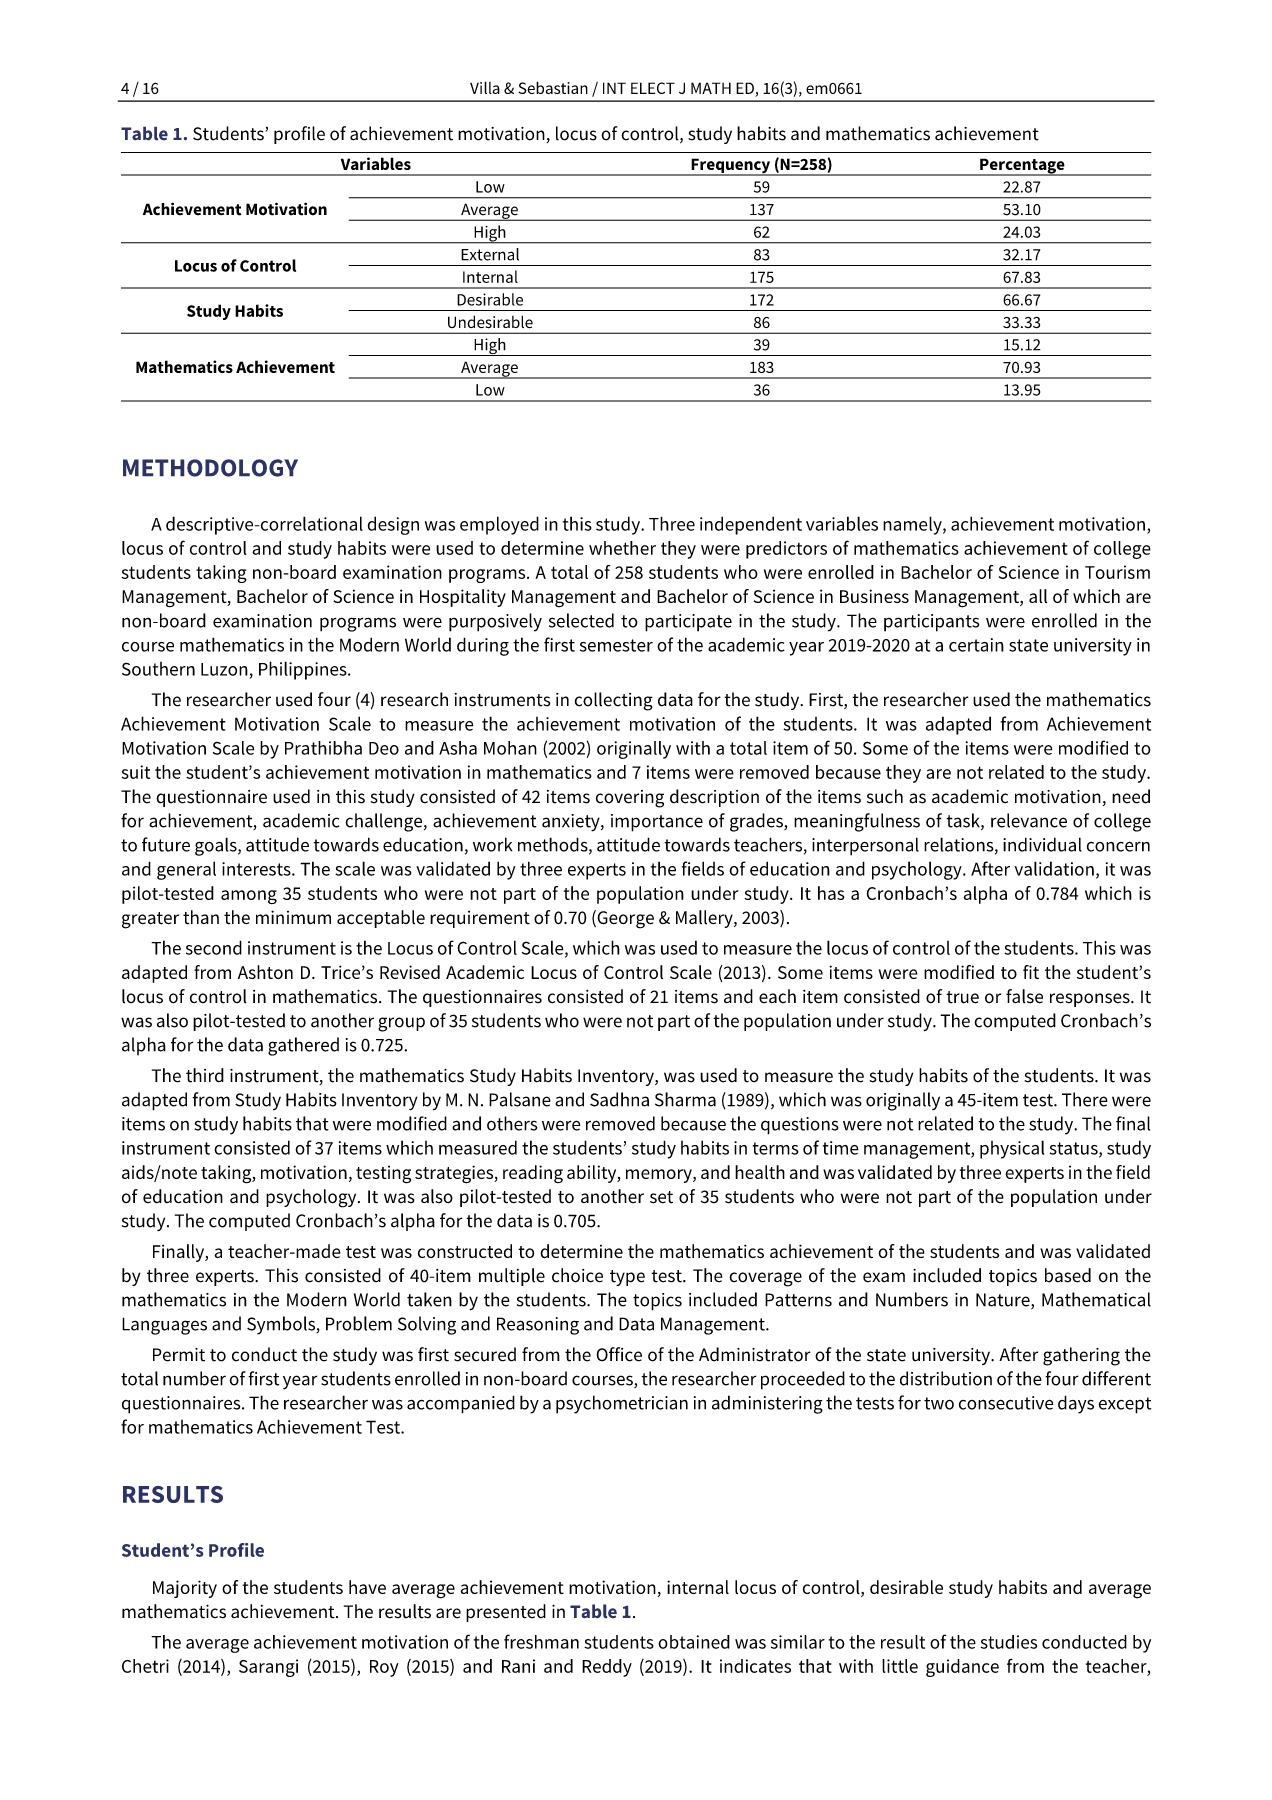 4 / 16 Villa & Sebastian / INT ELECT J MATH ED, 16(3), em0661
Table 1. Students’ profile of achievement motivation, locus of control, study habits and mathematics achievement
Variables Frequency (N=258) Percentage
Achievement Motivation Low 59 22.87
Average 137 53.10
High 62 24.03
Locus of Control External 83 32.17
Internal 175 67.83
Study Habits Desirable 172 66.67
Undesirable 86 33.33
Mathematics Achievement High 39 15.12
Average 183 70.93
Low 36 13.95
METHODOLOGY
A descriptive-correlational design was employed in this study. Three independent variables namely, achievement motivation,
locus of control and study habits were used to determine whether they were predictors of mathematics achievement of college
students taking non-board examination programs. A total of 258 students who were enrolled in Bachelor of Science in Tourism
Management, Bachelor of Science in Hospitality Management and Bachelor of Science in Business Management, all of which are
non-board examination programs were purposively selected to participate in the study. The participants were enrolled in the
course mathematics in the Modern World during the first semester of the academic year 2019-2020 at a certain state university in
Southern Luzon, Philippines.
The researcher used four (4) research instruments in collecting data for the study. First, the researcher used the mathematics
Achievement Motivation Scale to measure the achievement motivation of the students. It was adapted from Achievement
Motivation Scale by Prathibha Deo and Asha Mohan (2002) originally with a total item of 50. Some of the items were modified to
suit the student’s achievement motivation in mathematics and 7 items were removed because they are not related to the study.
The questionnaire used in this study consisted of 42 items covering description of the items such as academic motivation, need
for achievement, academic challenge, achievement anxiety, importance of grades, meaningfulness of task, relevance of college
to future goals, attitude towards education, work methods, attitude towards teachers, interpersonal relations, individual concern
and general interests. The scale was validated by three experts in the fields of education and psychology. After validation, it was
pilot-tested among 35 students who were not part of the population under study. It has a Cronbach’s alpha of 0.784 which is
greater than the minimum acceptable requirement of 0.70 (George & Mallery, 2003).
The second instrument is the Locus of Control Scale, which was used to measure the locus of control of the students. This was
adapted from Ashton D. Trice’s Revised Academic Locus of Control Scale (2013). Some items were modified to fit the student’s
locus of control in mathematics. The questionnaires consisted of 21 items and each item consisted of true or false responses. It
was also pilot-tested to another group of 35 students who were not part of the population under study. The computed Cronbach’s
alpha for the data gathered is 0.725.
The third instrument, the mathematics Study Habits Inventory, was used to measure the study habits of the students. It was
adapted from Study Habits Inventory by M. N. Palsane and Sadhna Sharma (1989), which was originally a 45-item test. There were
items on study habits that were modified and others were removed because the questions were not related to the study. The final
instrument consisted of 37 items which measured the students’ study habits in terms of time management, physical status, study
aids/note taking, motivation, testing strategies, reading ability, memory, and health and was validated by three experts in the field
of education and psychology. It was also pilot-tested to another set of 35 students who were not part of the population under
study. The computed Cronbach’s alpha for the data is 0.705.
Finally, a teacher-made test was constructed to determine the mathematics achievement of the students and was validated
by three experts. This consisted of 40-item multiple choice type test. The coverage of the exam included topics based on the
mathematics in the Modern World taken by the students. The topics included Patterns and Numbers in Nature, Mathematical
Languages and Symbols, Problem Solving and Reasoning and Data Management.
Permit to conduct the study was first secured from the Office of the Administrator of the state university. After gathering the
total number of first year students enrolled in non-board courses, the researcher proceeded to the distribution of the four different
questionnaires. The researcher was accompanied by a psychometrician in administering the tests for two consecutive days except
for mathematics Achievement Test.
RESULTS
Student’s Profile
Majority of the students have average achievement motivation, internal locus of control, desirable study habits and average
mathematics achievement. The results are presented in Table 1.
The average achievement motivation of the freshman students obtained was similar to the result of the studies conducted by
Chetri (2014), Sarangi (2015), Roy (2015) and Rani and Reddy (2019). It indicates that with little guidance from the teacher,